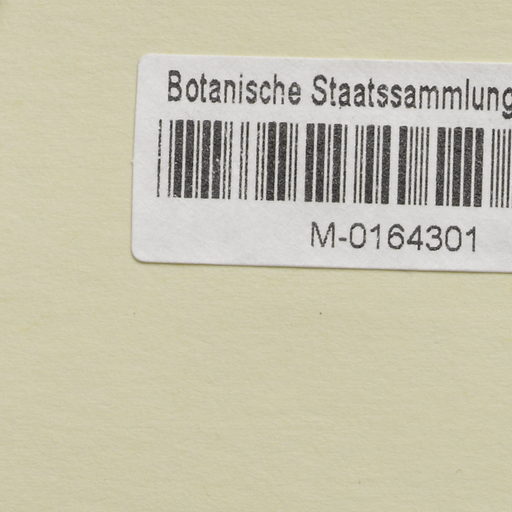 Botanische Staatssammlung
M-0164301